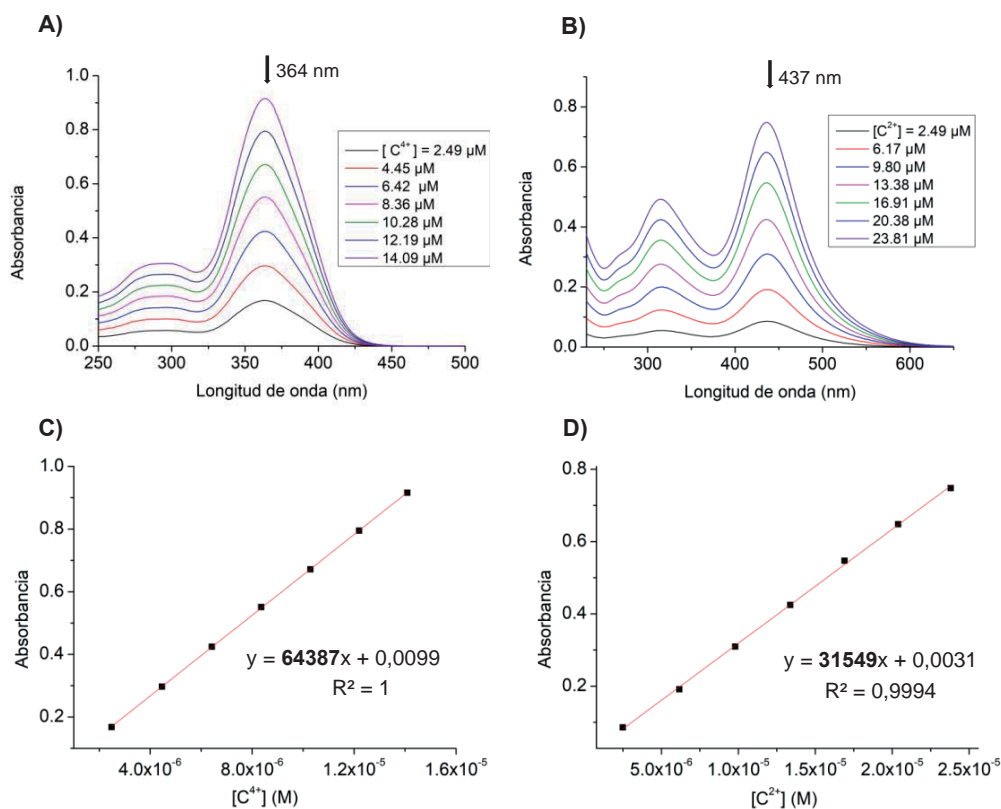 A)
364 nm
1.0
0.8
0.6
0.4
0.2
0.0
Absorbancia
[ C⁴⁺] = 2.49 µM
4.45 µM
6.42 µM
8.36 µM
10.28 µM
12.19 µM
14.09 µM
250 300 350 400 450 500
Longitud de onda (nm)
B)
437 nm
0.8
0.6
0.4
0.2
0.0
Absorbancia
[C²⁺] = 2.49 µM
6.17 µM
9.80 µM
13.38 µM
16.91 µM
20.38 µM
23.81 µM
300 400 500 600
Longitud de onda (nm)
C)
1.0
0.8
0.6
0.4
0.2
Absorbancia
y = 64387x + 0,0099
R² = 1
4.0x10⁻⁶ 8.0x10⁻⁶ 1.2x10⁻⁵ 1.6x10⁻⁵
[C⁴⁺] (M)
D)
0.8
0.6
0.4
0.2
Absorbancia
y = 31549x + 0,0031
R² = 0,9994
5.0x10⁻⁶ 1.0x10⁻⁵ 1.5x10⁻⁵ 2.0x10⁻⁵ 2.5x10⁻⁵
[C²⁺] (M)